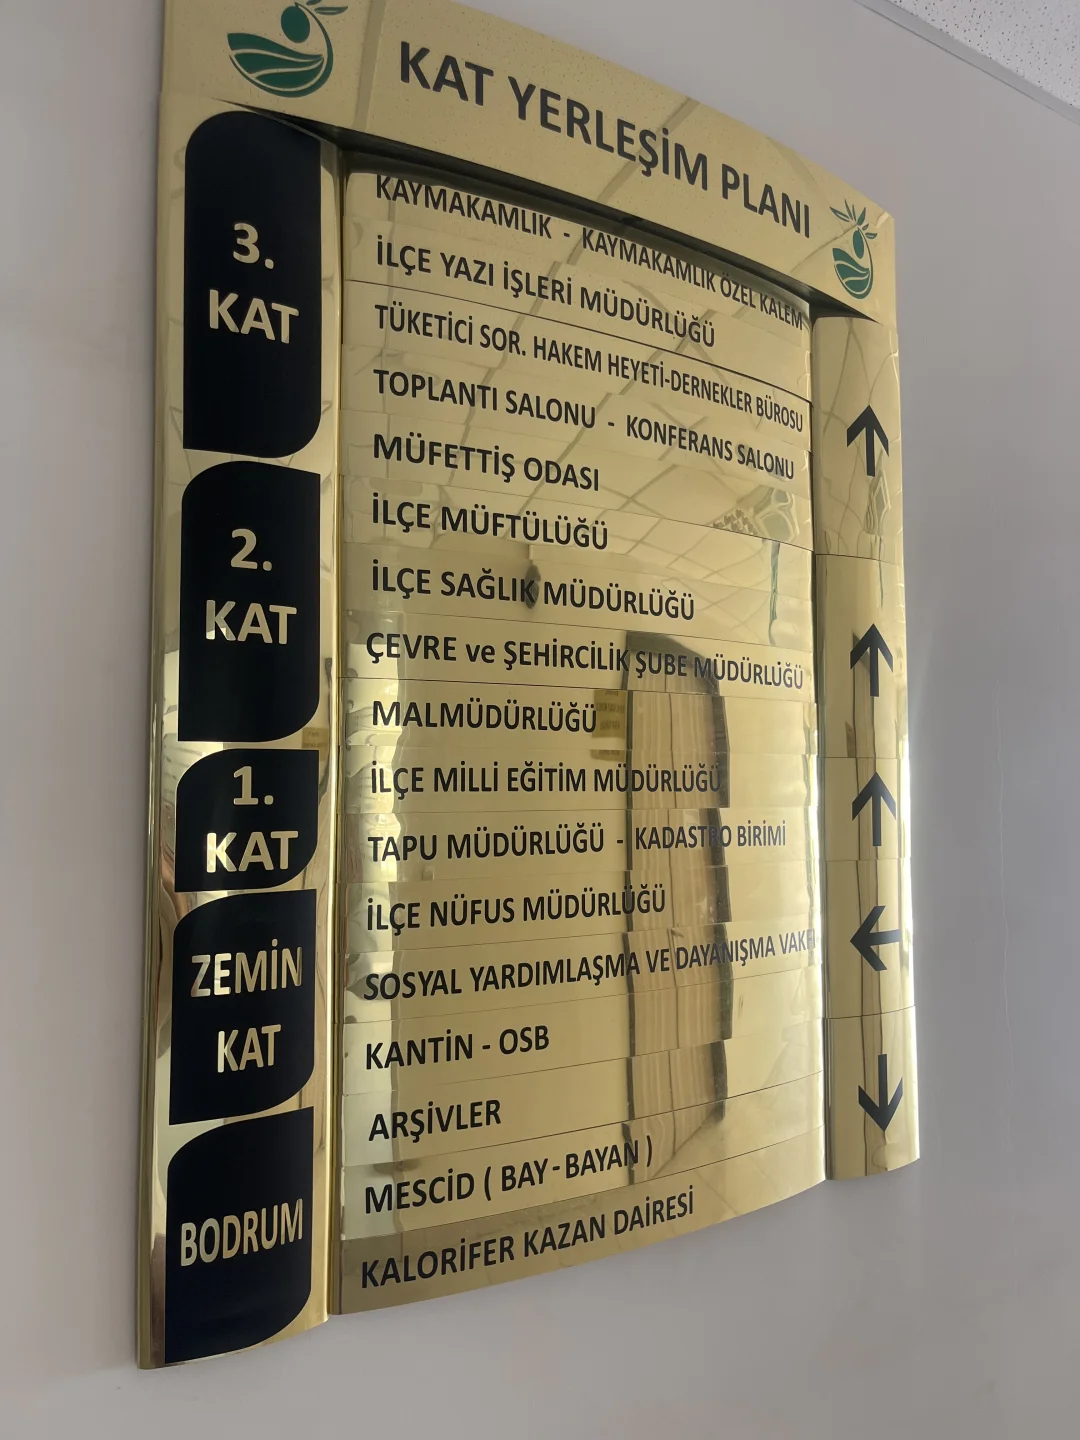 KAT YERLEŞİM PLANI
3.
KAT
KAYMAKAMLIK - KAYMAKAMLIK ÖZEL KALEM
İLÇE YAZI İŞLERİ MÜDÜRLÜĞÜ
TÜKETİCİ SOR. HAKEM HEYETİ-DERNEKLER BÜROSU
TOPLANTI SALONU - KONFERANS SALONU
MÜFETTİŞ ODASI
2.
KAT
İLÇE MÜFTÜLÜĞÜ
İLÇE SAĞLIK MÜDÜRLÜĞÜ
ÇEVRE ve ŞEHİRCİLİK ŞUBE MÜDÜRLÜĞÜ
MALMÜDÜRLÜĞÜ
1.
KAT
İLÇE MİLLİ EĞİTİM MÜDÜRLÜĞÜ
TAPU MÜDÜRLÜĞÜ - KADASTRO BİRİMİ
ZEMİN
KAT
İLÇE NÜFUS MÜDÜRLÜĞÜ
SOSYAL YARDIMLAŞMA VE DAYANIŞMA VAKFI
KANTİN - OSB
BODRUM
ARŞİVLER
MESCİD ( BAY-BAYAN )
KALORİFER KAZAN DAİRESİ